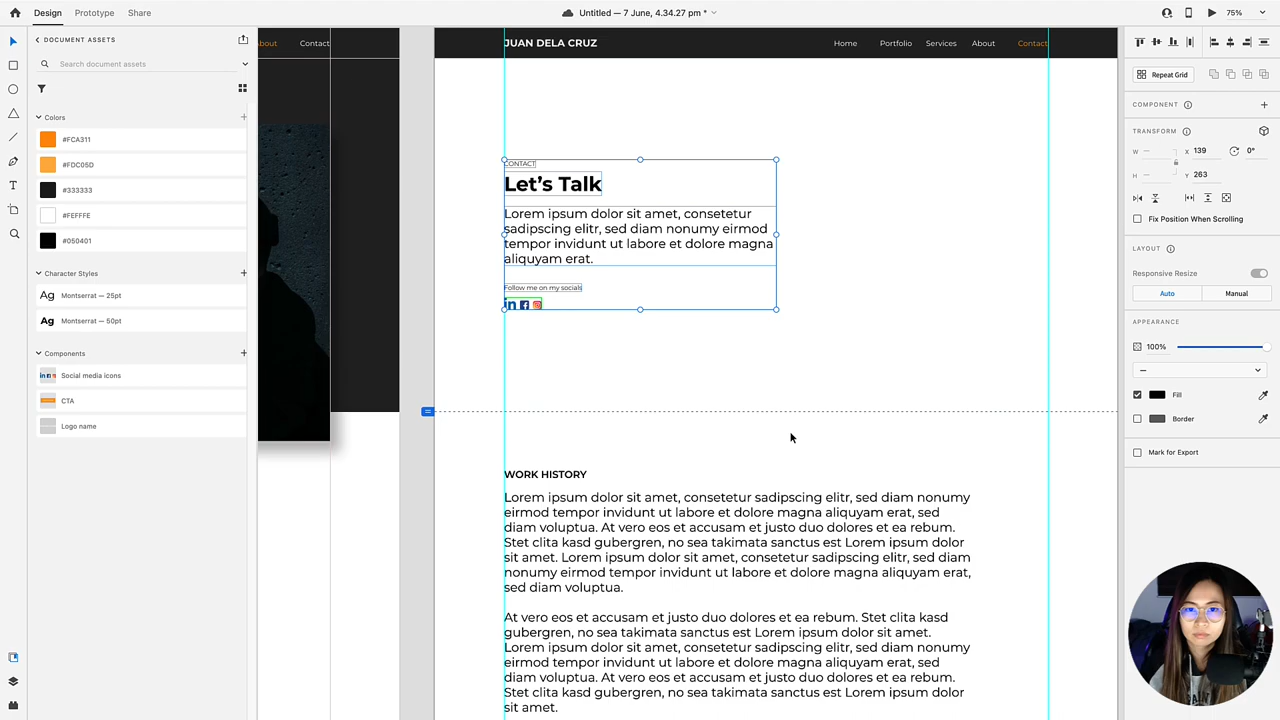 Design
Prototype
Share
Untitled — 7 June, 4.34.27 pm *
75%
DOCUMENT ASSETS
Search document assets
Colors
#FCA311
#FDC05D
#333333
#FEFFFE
#050401
Character Styles
Ag Montserrat — 25pt
Ag Montserrat — 50pt
Components
Social media icons
CTA
Logo name
About
Contact
JUAN DELA CRUZ
Home
Portfolio
Services
About
Contact
CONTACT
Let’s Talk
Lorem ipsum dolor sit amet, consetetur
sadipscing elitr, sed diam nonumy eirmod
tempor invidunt ut labore et dolore magna
aliquyam erat.
Follow me on my socials
in
WORK HISTORY
Lorem ipsum dolor sit amet, consetetur sadipscing elitr, sed diam nonumy
eirmod tempor invidunt ut labore et dolore magna aliquyam erat, sed
diam voluptua. At vero eos et accusam et justo duo dolores et ea rebum.
Stet clita kasd gubergren, no sea takimata sanctus est Lorem ipsum dolor
sit amet. Lorem ipsum dolor sit amet, consetetur sadipscing elitr, sed diam
nonumy eirmod tempor invidunt ut labore et dolore magna aliquyam erat,
sed diam voluptua.
At vero eos et accusam et justo duo dolores et ea rebum. Stet clita kasd
gubergren, no sea takimata sanctus est Lorem ipsum dolor sit amet.
Lorem ipsum dolor sit amet, consetetur sadipscing elitr, sed diam nonumy
eirmod tempor invidunt ut labore et dolore magna aliquyam erat, sed
diam voluptua. At vero eos et accusam et justo duo dolores et ea rebum.
Stet clita kasd gubergren, no sea takimata sanctus est Lorem ipsum dolor
sit amet.
Repeat Grid
COMPONENT
TRANSFORM
W
X 139
0°
H
Y 263
Fix Position When Scrolling
LAYOUT
Responsive Resize
Auto
Manual
APPEARANCE
100%
Fill
Border
Mark for Export